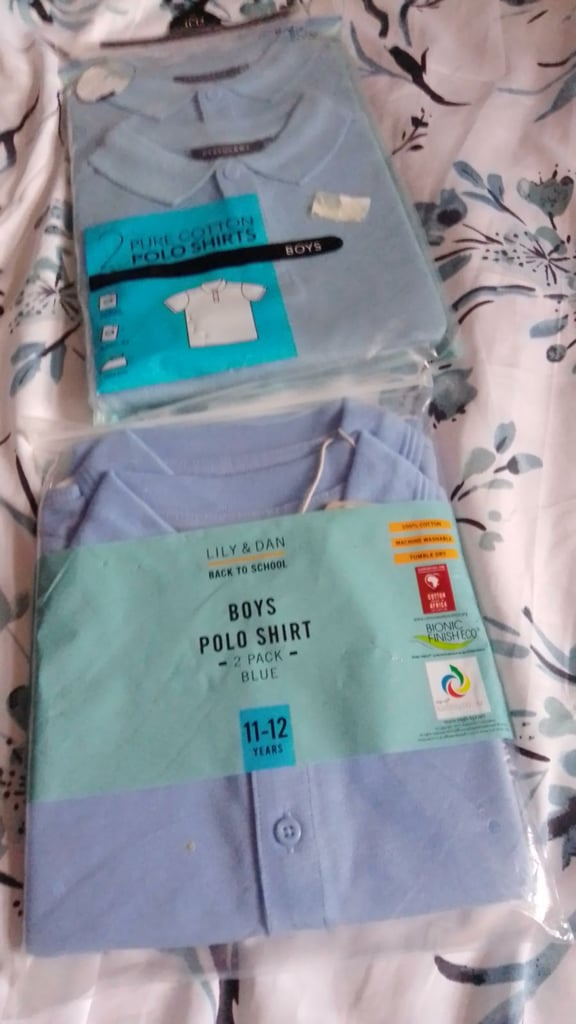 2 PURE COTTON
POLO SHIRTS
BOYS
LILY & DAN
BACK TO SCHOOL
BOYS
POLO SHIRT
- 2 PACK -
BLUE
11-12
YEARS
100% COTTON
MACHINE WASHABLE
TUMBLE DRY
COTTON
AFRICA
BIONIC
FINISH ECO